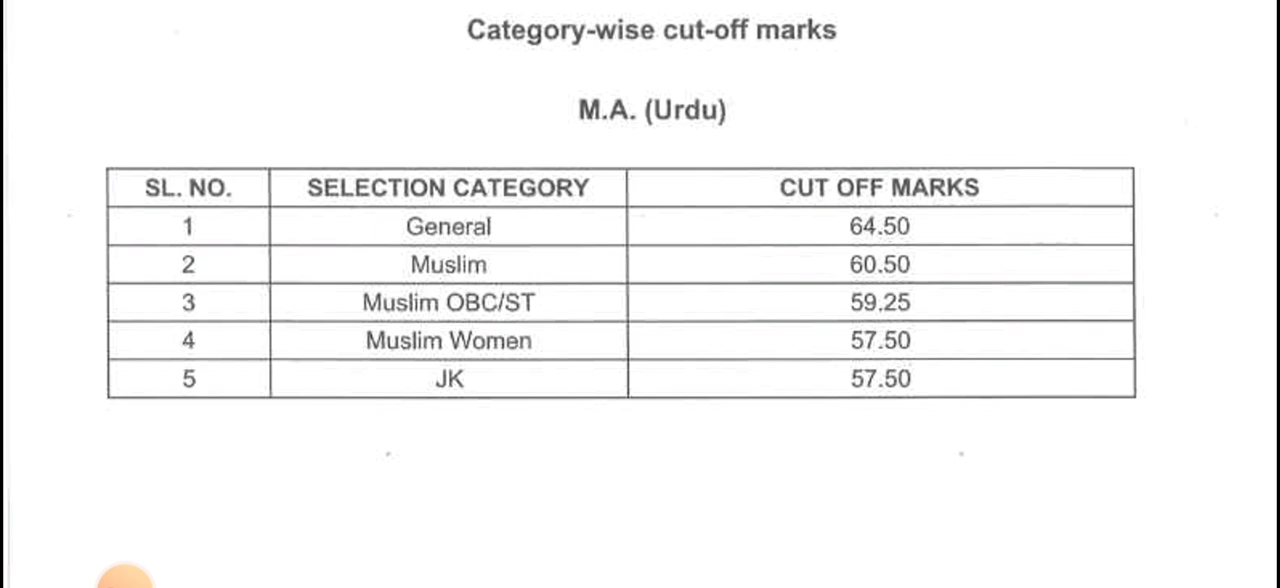 Category-wise cut-off marks
M.A. (Urdu)
SL. NO. SELECTION CATEGORY CUT OFF MARKS
1 General 64.50
2 Muslim 60.50
3 Muslim OBC/ST 59.25
4 Muslim Women 57.50
5 JK 57.50